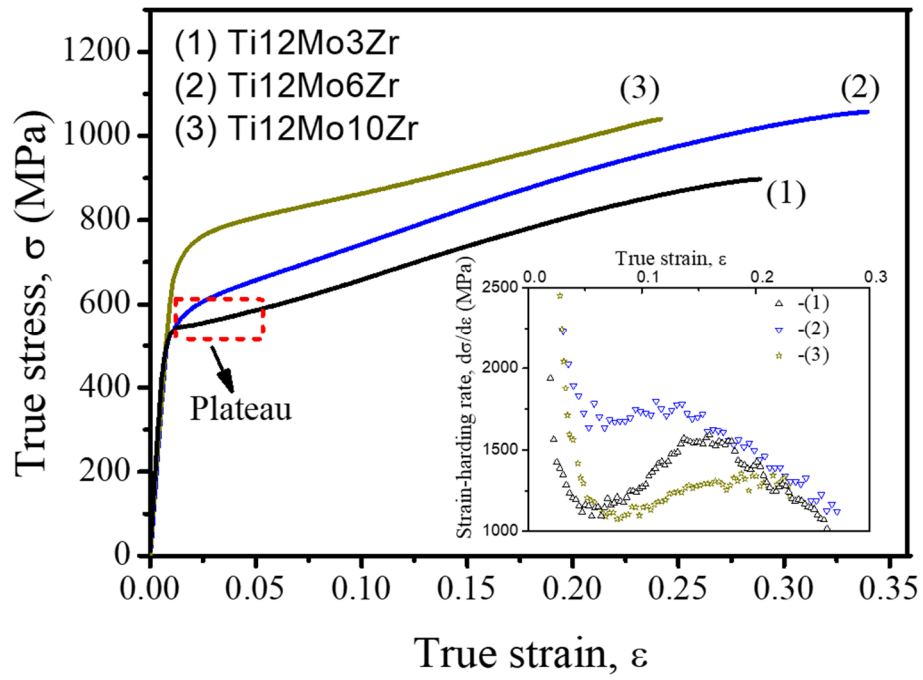 1200
1000
800
600
400
200
0
True stress, σ (MPa)
(1) Ti12Mo3Zr
(2) Ti12Mo6Zr
(3) Ti12Mo10Zr
(3)
(2)
(1)
Plateau
True strain, ε
0.0 0.1 0.2 0.3
2500
2000
1500
1000
Strain-harding rate, dσ/dε (MPa)
-(1)
-(2)
-(3)
0.00 0.05 0.10 0.15 0.20 0.25 0.30 0.35
True strain, ε